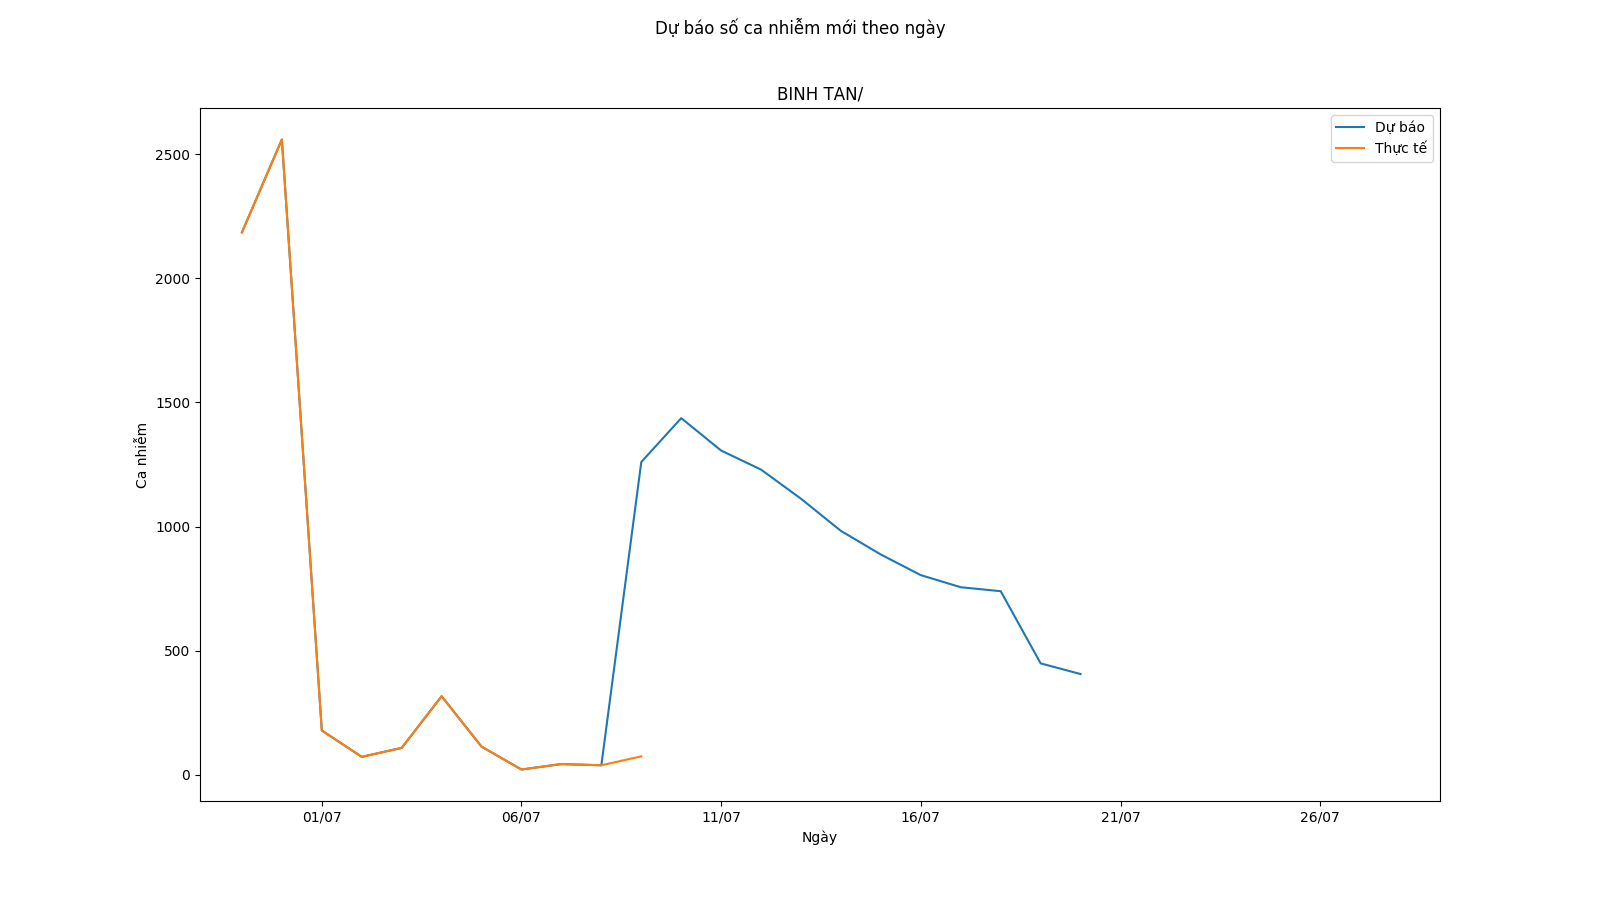 Dự báo số ca nhiễm mới theo ngày
BINH TAN/
Dự báo
Thực tế
2500
2000
1500
1000
500
0
Ca nhiễm
01/07
06/07
11/07
16/07
21/07
26/07
Ngày